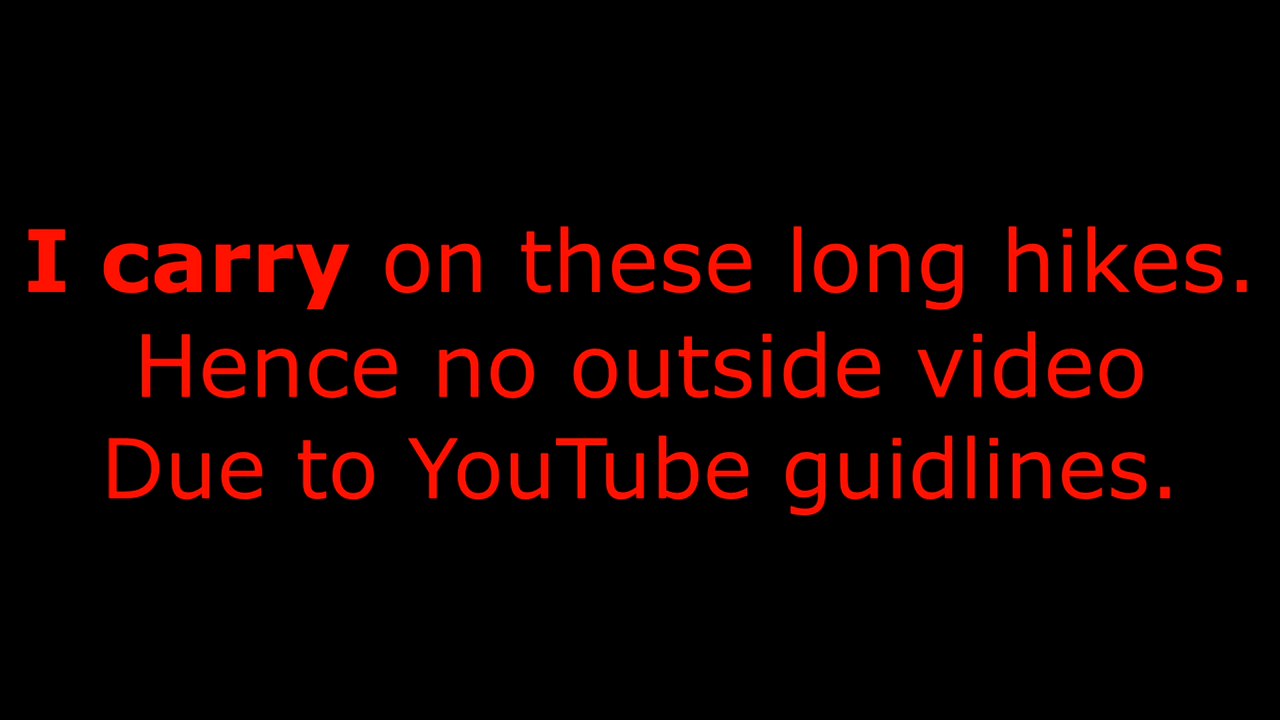 I carry on these long hikes.
Hence no outside video
Due to YouTube guidlines.